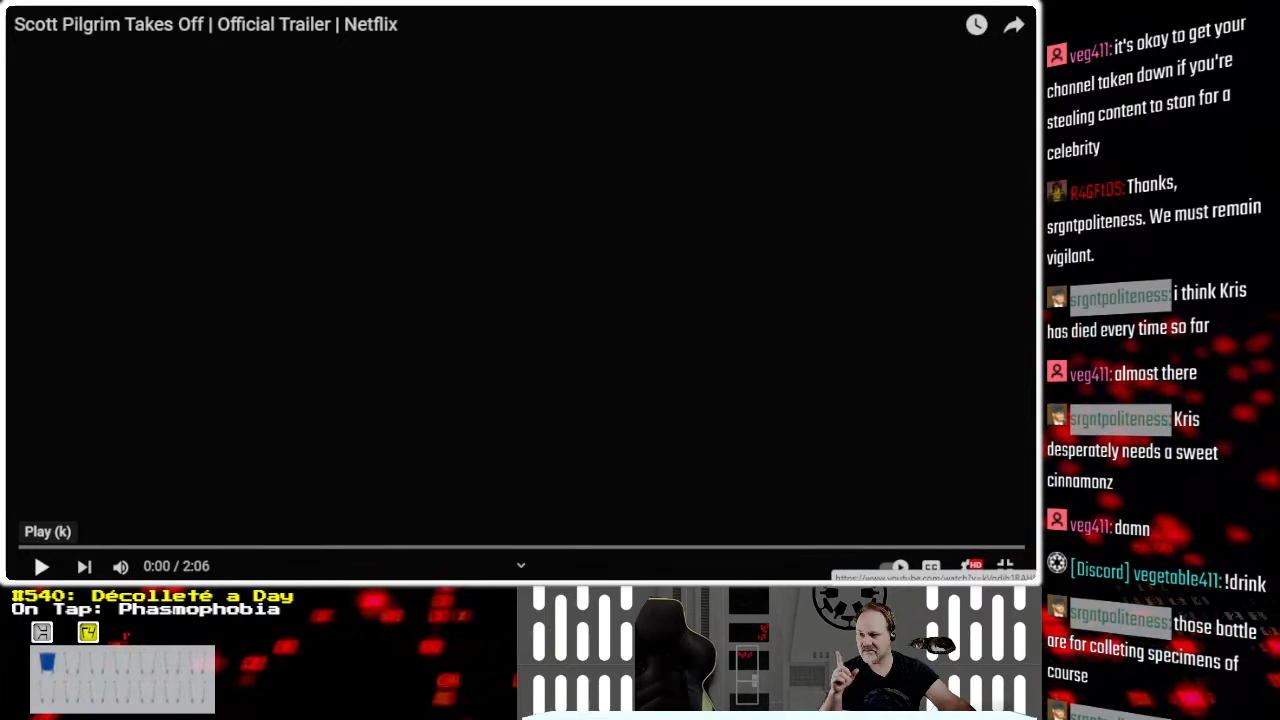 Scott Pilgrim Takes Off | Official Trailer | Netflix
Play (k)
0:00 / 2:06
HD
#540: Décolleté a Day
On Tap: Phasmophobia
veg411: it's okay to get your
channel taken down if you're
stealing content to stan for a
celebrity
R4GFtDS: Thanks,
srgntpoliteness. We must remain
vigilant.
srgntpoliteness: i think Kris
has died every time so far
veg411: almost there
srgntpoliteness: Kris
desperately needs a sweet
cinnamonz
veg411: damn
[Discord] vegetable411: !drink
srgntpoliteness: those bottle
are for colleting specimens of
course